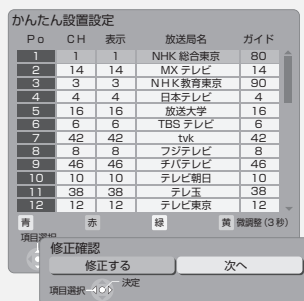 かんたん設置設定
Po CH 表示 放送局名 ガイド
1 1 1 NHK 総合東京 80
2 14 14 MX テレビ 14
3 3 3 NHK教育東京 90
4 4 4 日本テレビ 4
5 16 16 放送大学 16
6 6 6 TBS テレビ 6
7 42 42 tvk 42
8 8 8 フジテレビ 8
9 46 46 チバテレビ 46
10 10 10 テレビ朝日 10
11 38 38 テレ玉 38
12 12 12 テレビ東京 12
青 赤 緑 黄 微調整(3秒)
項目選択
修正確認
修正する 次へ
項目選択 決定